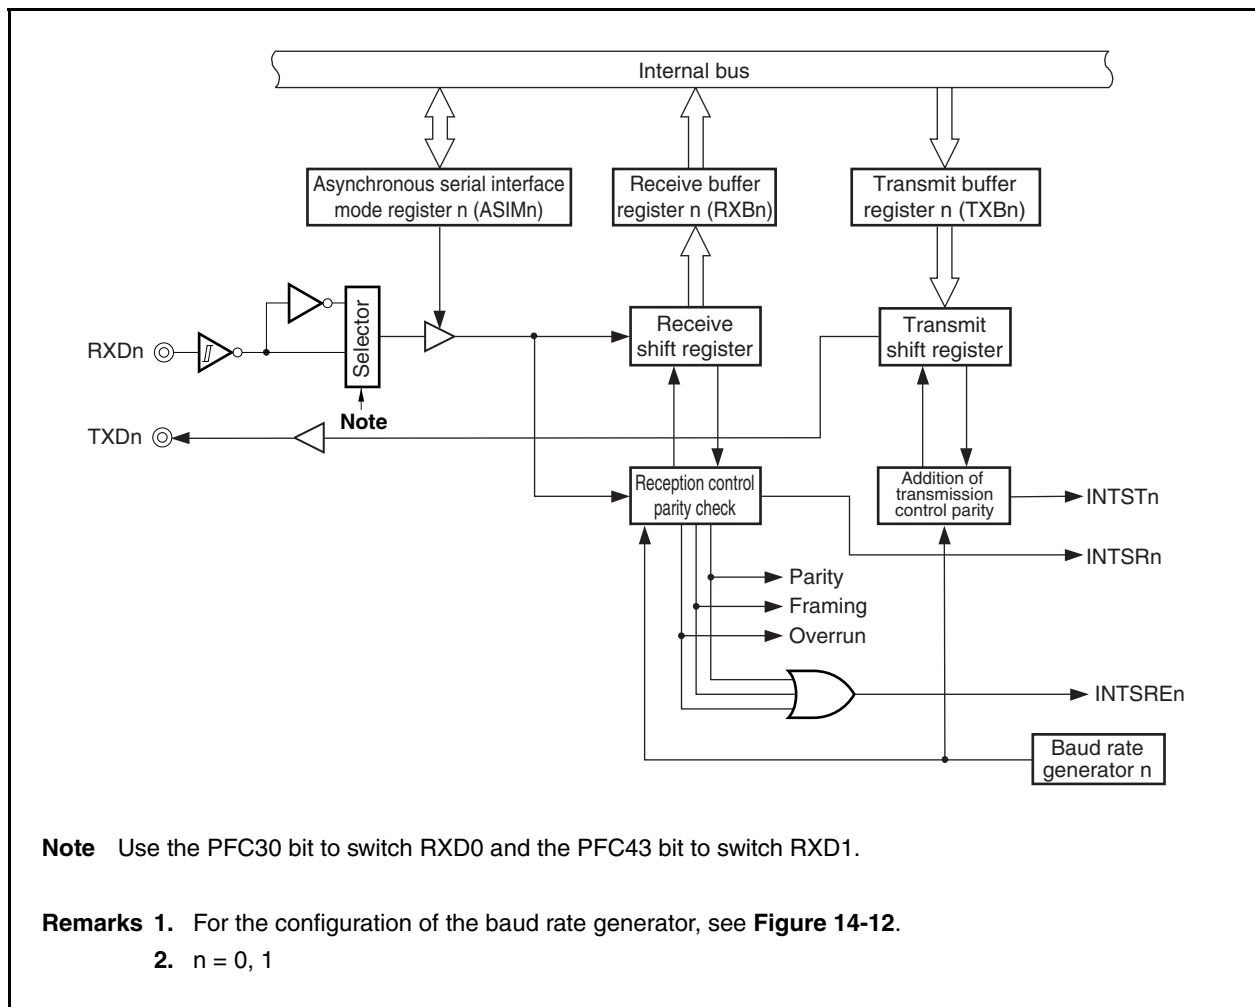 Internal bus
Asynchronous serial interface
mode register n (ASIMn)
Receive buffer
register n (RXBn)
Transmit buffer
register n (TXBn)
Selector
Receive
shift register
Transmit
shift register
RXDn
Note
TXDn
Reception control
parity check
Addition of
transmission
control parity
INTSTn
INTSRn
Parity
Framing
Overrun
INTSREn
Baud rate
generator n
Note Use the PFC30 bit to switch RXD0 and the PFC43 bit to switch RXD1.
Remarks 1. For the configuration of the baud rate generator, see Figure 14-12.
2. n = 0, 1